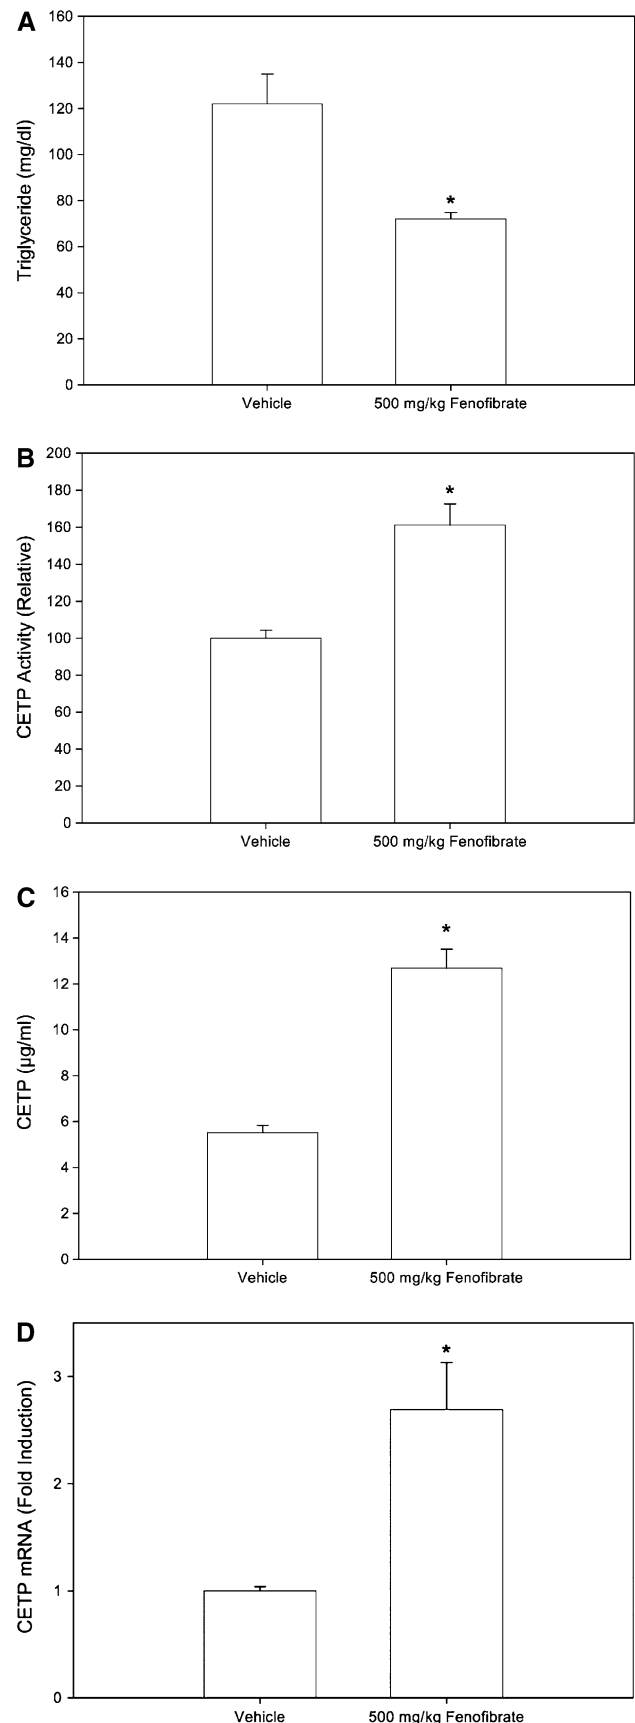 A
Triglyceride (mg/dl)
160
140
120
100
80
60
40
20
0
*
Vehicle
500 mg/kg Fenofibrate
B
CETP Activity (Relative)
200
180
160
140
120
100
80
60
40
20
0
*
Vehicle
500 mg/kg Fenofibrate
C
CETP (µg/ml)
16
14
12
10
8
6
4
2
0
*
Vehicle
500 mg/kg Fenofibrate
D
CETP mRNA (Fold Induction)
3
2
1
0
*
Vehicle
500 mg/kg Fenofibrate